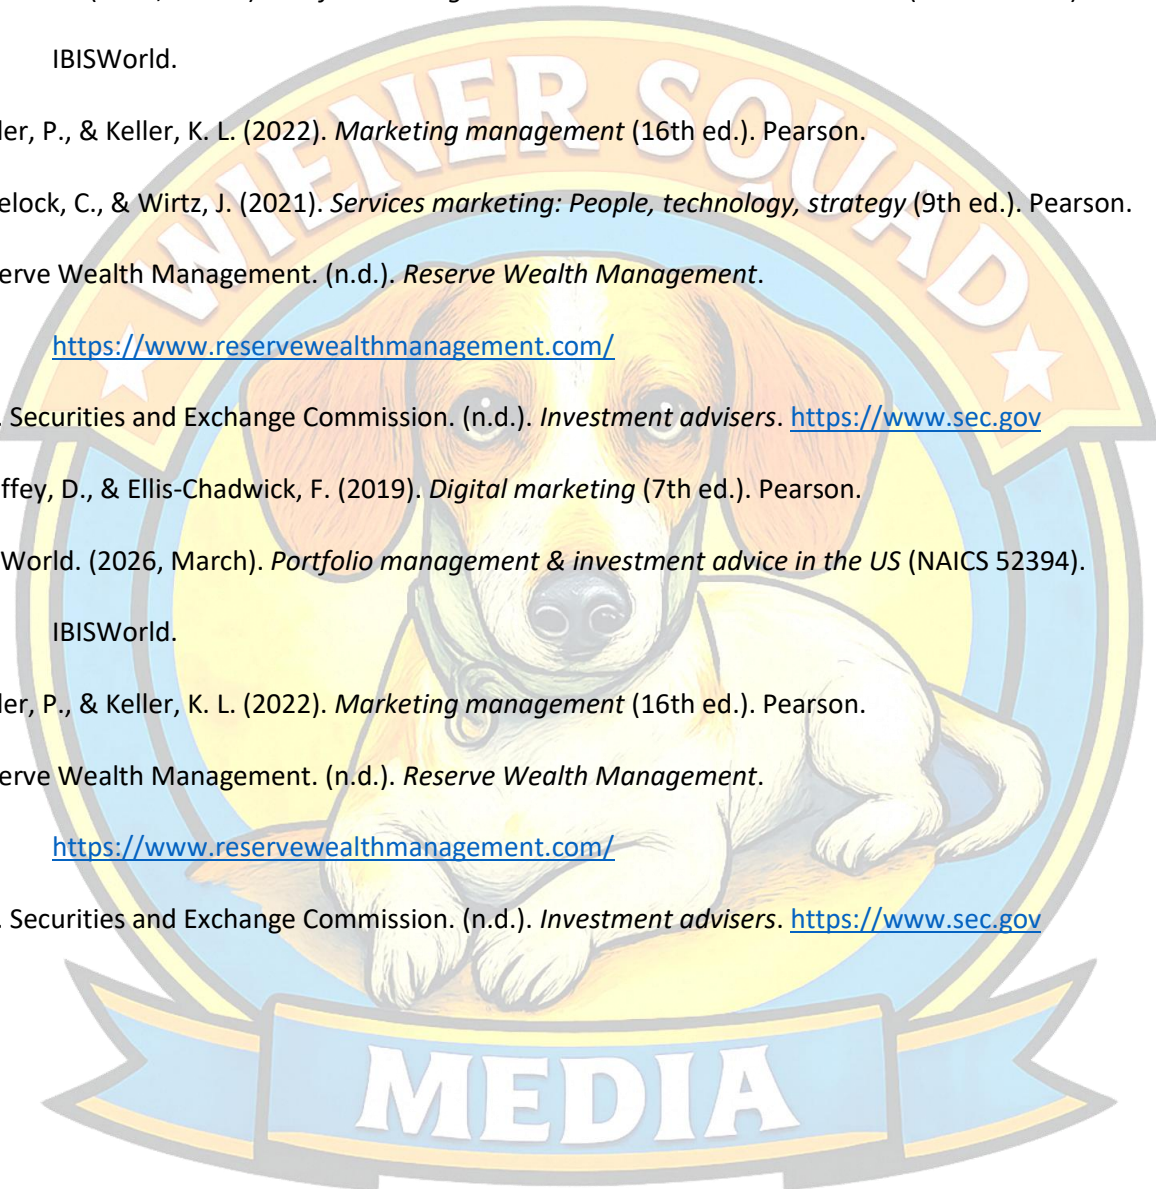 IBISWorld.
ler, P., & Keller, K. L. (2022). Marketing management (16th ed.). Pearson.
elock, C., & Wirtz, J. (2021). Services marketing: People, technology, strategy (9th ed.). Pearson.
erve Wealth Management. (n.d.). Reserve Wealth Management.
https://www.reservewealthmanagement.com/
. Securities and Exchange Commission. (n.d.). Investment advisers. https://www.sec.gov
ffey, D., & Ellis-Chadwick, F. (2019). Digital marketing (7th ed.). Pearson.
World. (2026, March). Portfolio management & investment advice in the US (NAICS 52394).
IBISWorld.
ler, P., & Keller, K. L. (2022). Marketing management (16th ed.). Pearson.
erve Wealth Management. (n.d.). Reserve Wealth Management.
https://www.reservewealthmanagement.com/
. Securities and Exchange Commission. (n.d.). Investment advisers. https://www.sec.gov
WIENER SQUAD
MEDIA